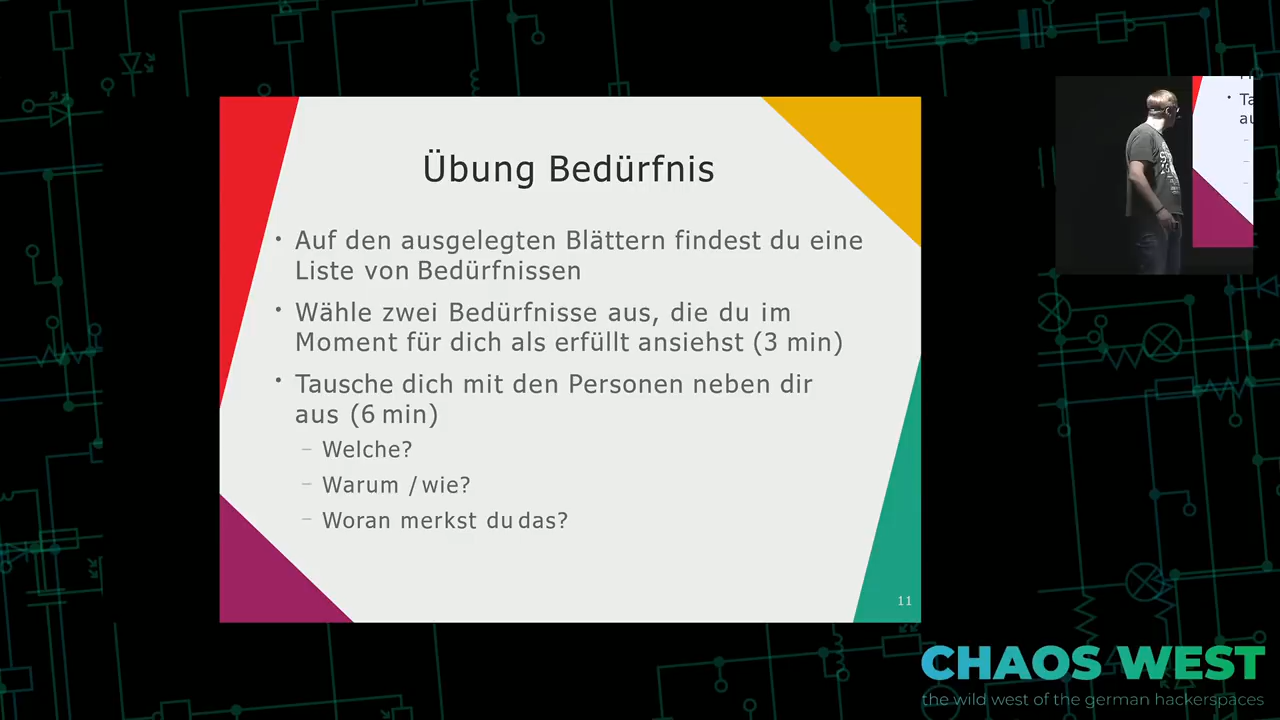 Übung Bedürfnis
• Auf den ausgelegten Blättern findest du eine
Liste von Bedürfnissen
• Wähle zwei Bedürfnisse aus, die du im
Moment für dich als erfüllt ansiehst (3 min)
• Tausche dich mit den Personen neben dir
aus (6 min)
– Welche?
– Warum / wie?
– Woran merkst du das?
11
• Ta
au
CHAOS WEST
the wild west of the german hackerspaces